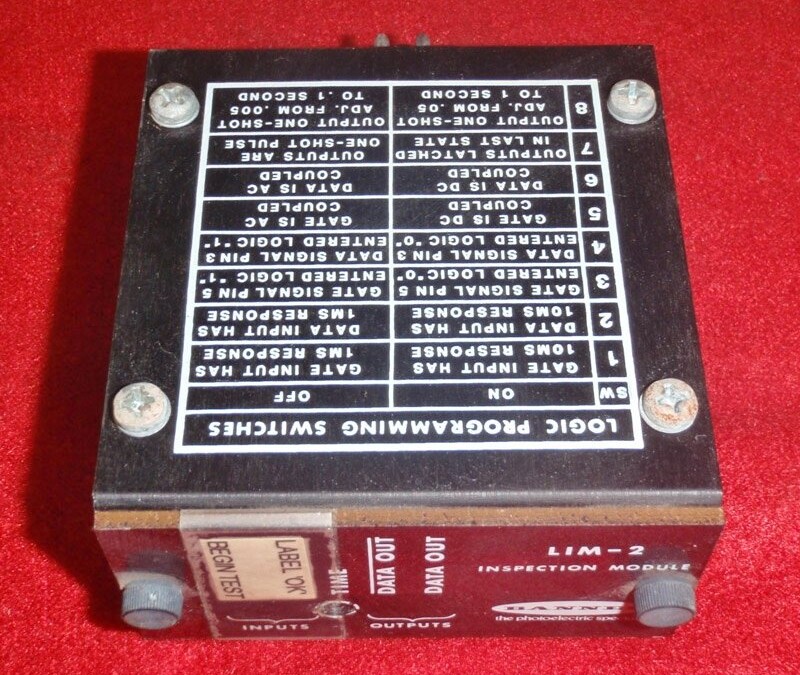 LOGIC PROGRAMMING SWITCHES
SW ON OFF
1 GATE INPUT HAS 10MS RESPONSE GATE INPUT HAS 1MS RESPONSE
2 DATA INPUT HAS 10MS RESPONSE DATA INPUT HAS 1MS RESPONSE
3 GATE SIGNAL PIN 5 ENTERED LOGIC "0" GATE SIGNAL PIN 5 ENTERED LOGIC "1"
4 DATA SIGNAL PIN 3 ENTERED LOGIC "0" DATA SIGNAL PIN 3 ENTERED LOGIC "1"
5 GATE IS DC COUPLED GATE IS AC COUPLED
6 DATA IS DC COUPLED DATA IS AC COUPLED
7 OUTPUTS LATCHED IN LAST STATE OUTPUTS ARE ONE-SHOT PULSE
8 OUTPUT ONE-SHOT ADJ. FROM .05 TO 1 SECOND OUTPUT ONE-SHOT ADJ. FROM .005 TO .1 SECOND
LABEL 'OK'
BEGIN TEST
TIME
DATA OUT
DATA OUT
INPUTS
OUTPUTS
LIM-2
INSPECTION MODULE
the photoelectric